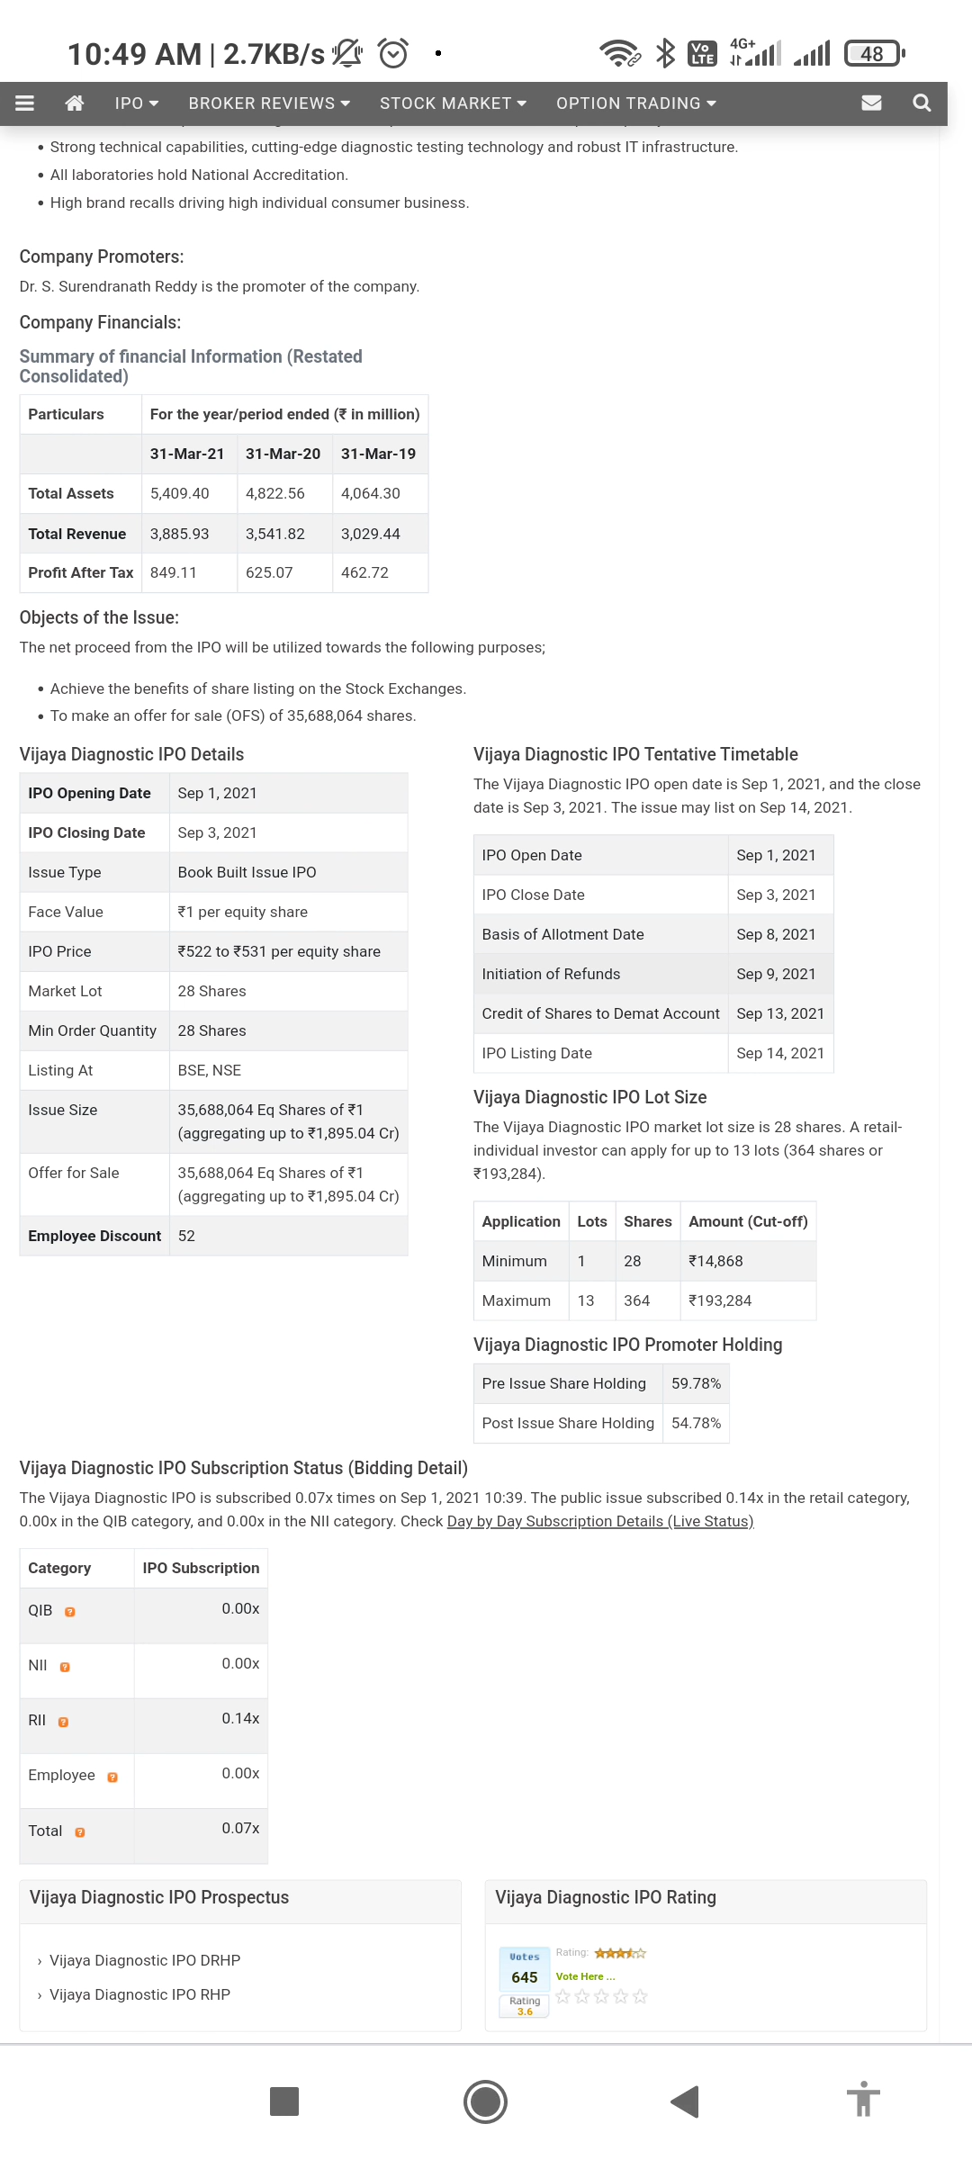 10:49 AM | 2.7KB/s
Vo LTE 4G+ 48
IPO BROKER REVIEWS STOCK MARKET OPTION TRADING
• Strong technical capabilities, cutting-edge diagnostic testing technology and robust IT infrastructure.
• All laboratories hold National Accreditation.
• High brand recalls driving high individual consumer business.
Company Promoters:
Dr. S. Surendranath Reddy is the promoter of the company.
Company Financials:
Summary of financial Information (Restated
Consolidated)
Particulars For the year/period ended (₹ in million)
31-Mar-21 31-Mar-20 31-Mar-19
Total Assets 5,409.40 4,822.56 4,064.30
Total Revenue 3,885.93 3,541.82 3,029.44
Profit After Tax 849.11 625.07 462.72
Objects of the Issue:
The net proceed from the IPO will be utilized towards the following purposes;
• Achieve the benefits of share listing on the Stock Exchanges.
• To make an offer for sale (OFS) of 35,688,064 shares.
Vijaya Diagnostic IPO Details
IPO Opening Date Sep 1, 2021
IPO Closing Date Sep 3, 2021
Issue Type Book Built Issue IPO
Face Value ₹1 per equity share
IPO Price ₹522 to ₹531 per equity share
Market Lot 28 Shares
Min Order Quantity 28 Shares
Listing At BSE, NSE
Issue Size 35,688,064 Eq Shares of ₹1
(aggregating up to ₹1,895.04 Cr)
Offer for Sale 35,688,064 Eq Shares of ₹1
(aggregating up to ₹1,895.04 Cr)
Employee Discount 52
Vijaya Diagnostic IPO Tentative Timetable
The Vijaya Diagnostic IPO open date is Sep 1, 2021, and the close
date is Sep 3, 2021. The issue may list on Sep 14, 2021.
IPO Open Date Sep 1, 2021
IPO Close Date Sep 3, 2021
Basis of Allotment Date Sep 8, 2021
Initiation of Refunds Sep 9, 2021
Credit of Shares to Demat Account Sep 13, 2021
IPO Listing Date Sep 14, 2021
Vijaya Diagnostic IPO Lot Size
The Vijaya Diagnostic IPO market lot size is 28 shares. A retail-
individual investor can apply for up to 13 lots (364 shares or
₹193,284).
Application Lots Shares Amount (Cut-off)
Minimum 1 28 ₹14,868
Maximum 13 364 ₹193,284
Vijaya Diagnostic IPO Promoter Holding
Pre Issue Share Holding 59.78%
Post Issue Share Holding 54.78%
Vijaya Diagnostic IPO Subscription Status (Bidding Detail)
The Vijaya Diagnostic IPO is subscribed 0.07x times on Sep 1, 2021 10:39. The public issue subscribed 0.14x in the retail category,
0.00x in the QIB category, and 0.00x in the NII category. Check Day by Day Subscription Details (Live Status)
Category IPO Subscription
QIB ? 0.00x
NII ? 0.00x
RII ? 0.14x
Employee ? 0.00x
Total ? 0.07x
Vijaya Diagnostic IPO Prospectus
› Vijaya Diagnostic IPO DRHP
› Vijaya Diagnostic IPO RHP
Vijaya Diagnostic IPO Rating
Votes
645
Rating
3.6
Rating:
Vote Here ...